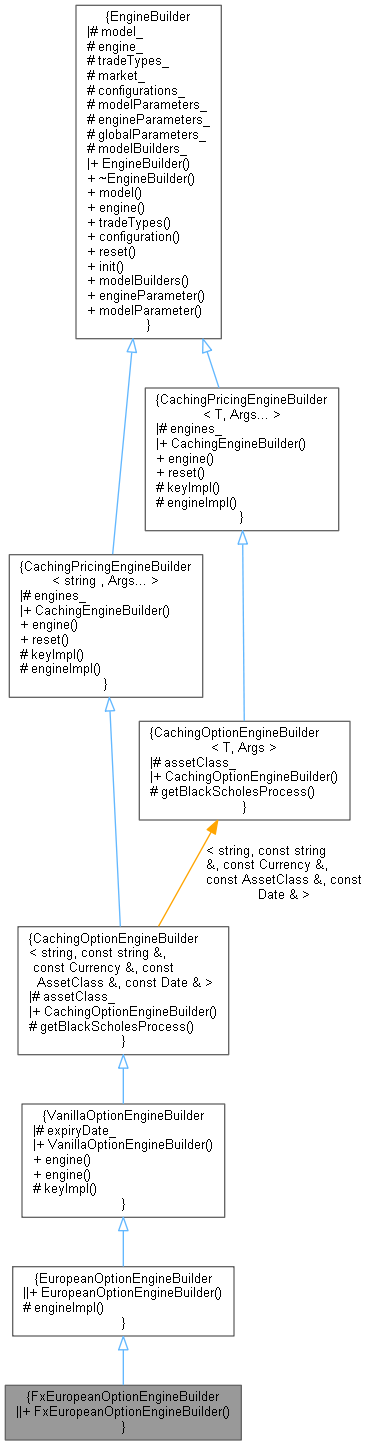 {EngineBuilder
|# model_
# engine_
# tradeTypes_
# market_
# configurations_
# modelParameters_
# engineParameters_
# globalParameters_
# modelBuilders_
|+ EngineBuilder()
+ ~EngineBuilder()
+ model()
+ engine()
+ tradeTypes()
+ configuration()
+ reset()
+ init()
+ modelBuilders()
+ engineParameter()
+ modelParameter()
}
{CachingPricingEngineBuilder
< T, Args... >
|# engines_
|+ CachingEngineBuilder()
+ engine()
+ reset()
# keyImpl()
# engineImpl()
}
{CachingPricingEngineBuilder
< string , Args... >
|# engines_
|+ CachingEngineBuilder()
+ engine()
+ reset()
# keyImpl()
# engineImpl()
}
{CachingOptionEngineBuilder
< T, Args >
|# assetClass_
|+ CachingOptionEngineBuilder()
# getBlackScholesProcess()
}
< string, const string
&, const Currency &,
const AssetClass &, const
Date & >
{CachingOptionEngineBuilder
< string, const string &,
const Currency &, const
AssetClass &, const Date & >
|# assetClass_
|+ CachingOptionEngineBuilder()
# getBlackScholesProcess()
}
{VanillaOptionEngineBuilder
|# expiryDate_
|+ VanillaOptionEngineBuilder()
+ engine()
+ engine()
# keyImpl()
}
{EuropeanOptionEngineBuilder
||+ EuropeanOptionEngineBuilder()
# engineImpl()
}
{FxEuropeanOptionEngineBuilder
||+ FxEuropeanOptionEngineBuilder()
}